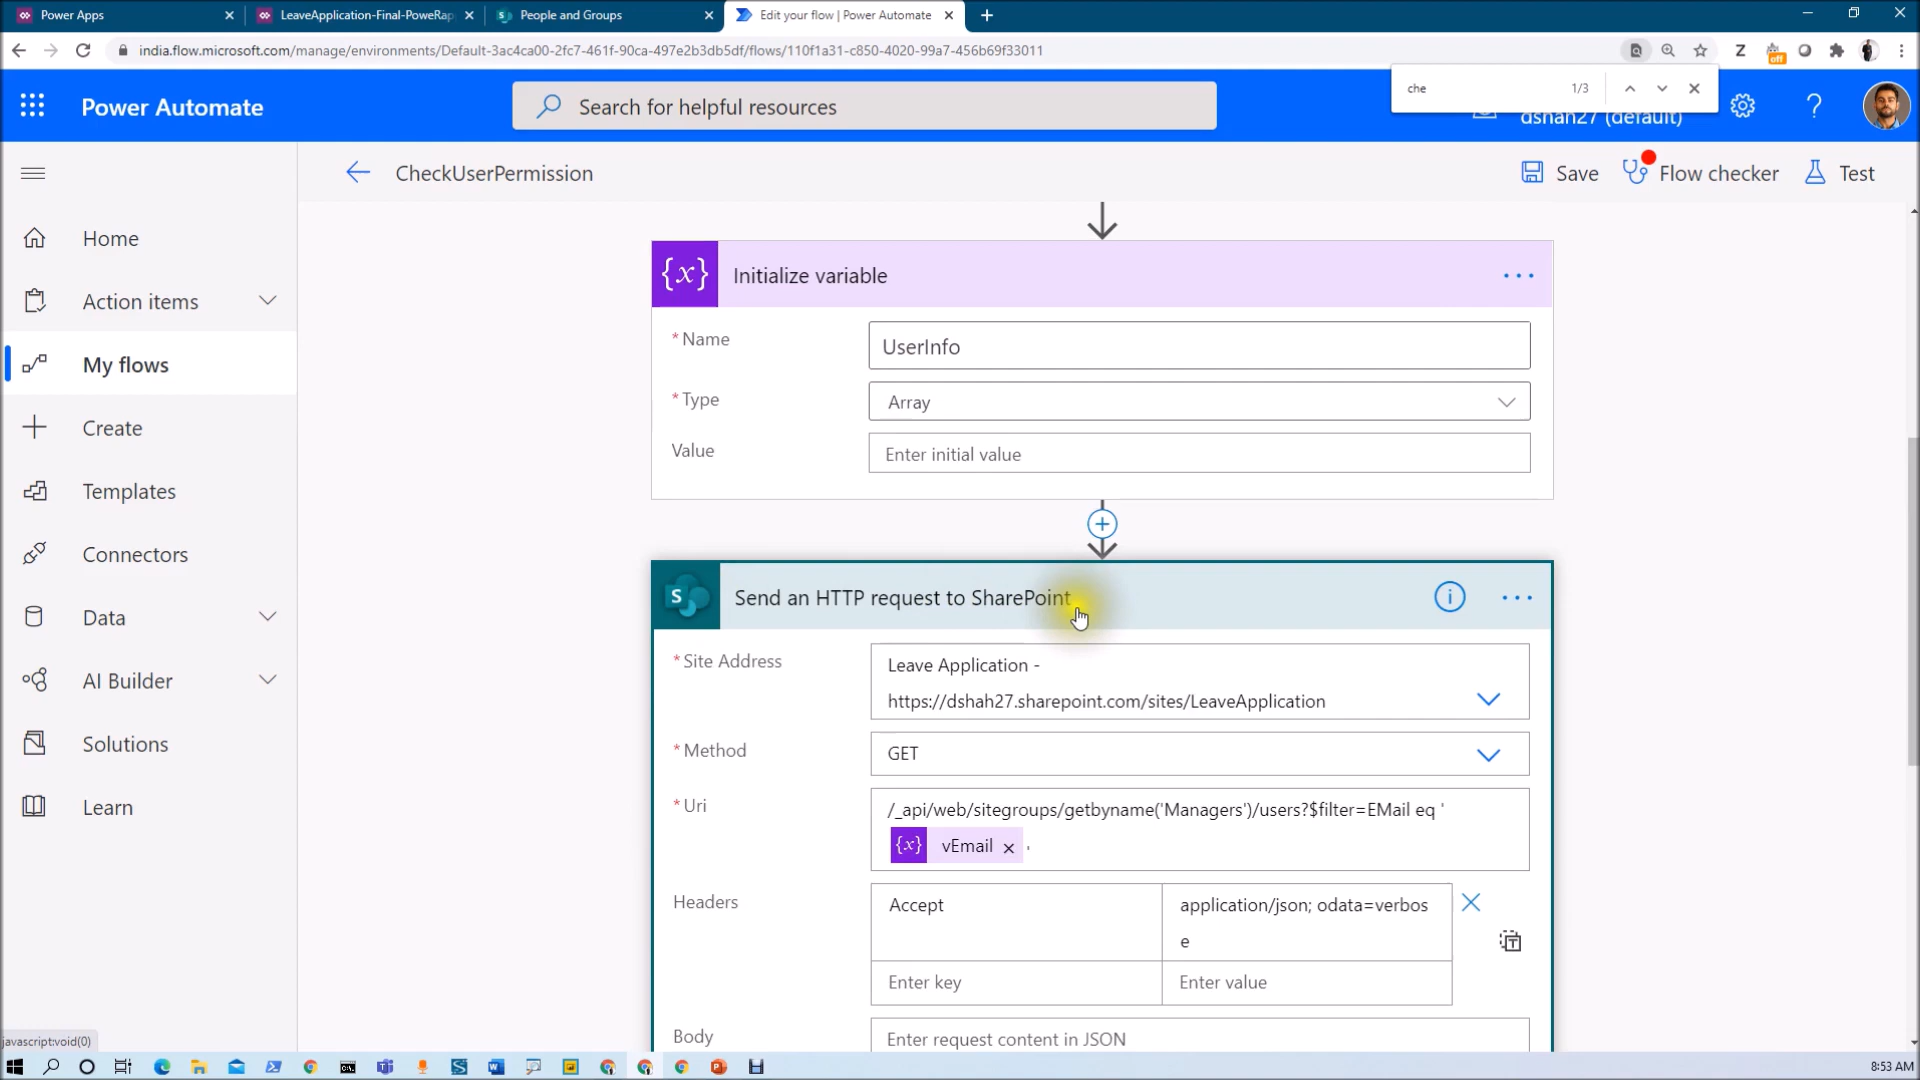 Power Apps
LeaveApplication-Final-PoweRap
People and Groups
Edit your flow | Power Automate
india.flow.microsoft.com/manage/environments/Default-3ac4ca00-2fc7-461f-90ca-497e2b3db5df/flows/110f1a31-c850-4020-99a7-456b69f33011
Z
off
che
1/3
Power Automate
Search for helpful resources
dshah27 (default)
?
CheckUserPermission
Save
Flow checker
Test
Home
Action items
My flows
Create
Templates
Connectors
Data
AI Builder
Solutions
Learn
{x} Initialize variable
* Name
UserInfo
* Type
Array
Value
Enter initial value
S Send an HTTP request to SharePoint
* Site Address
Leave Application -
https://dshah27.sharepoint.com/sites/LeaveApplication
* Method
GET
* Uri
/_api/web/sitegroups/getbyname('Managers')/users?$filter=EMail eq '
{x} vEmail × '
Headers
Accept
application/json; odata=verbos
e
Enter key
Enter value
Body
Enter request content in JSON
javascript:void(0)
8:53 AM